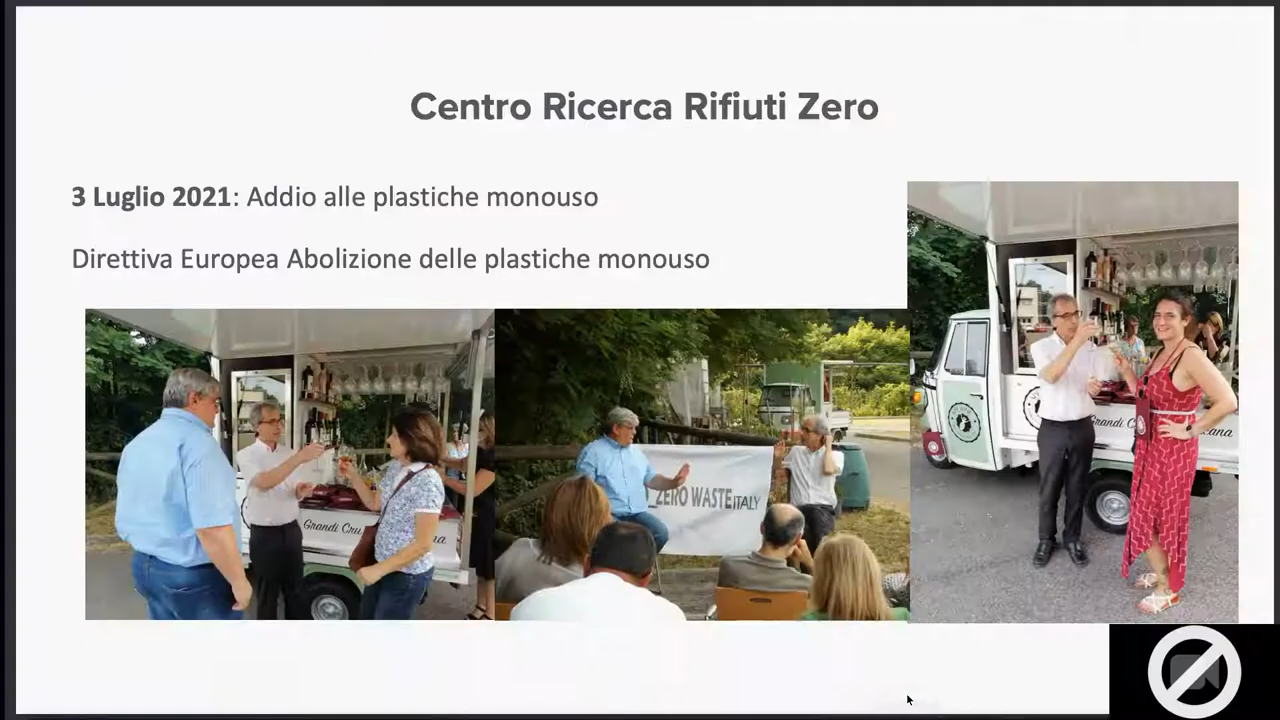 Centro Ricerca Rifiuti Zero
3 Luglio 2021: Addio alle plastiche monouso
Direttiva Europea Abolizione delle plastiche monouso
Grandi Cru
ZERO WASTE ITALY
Grandi C